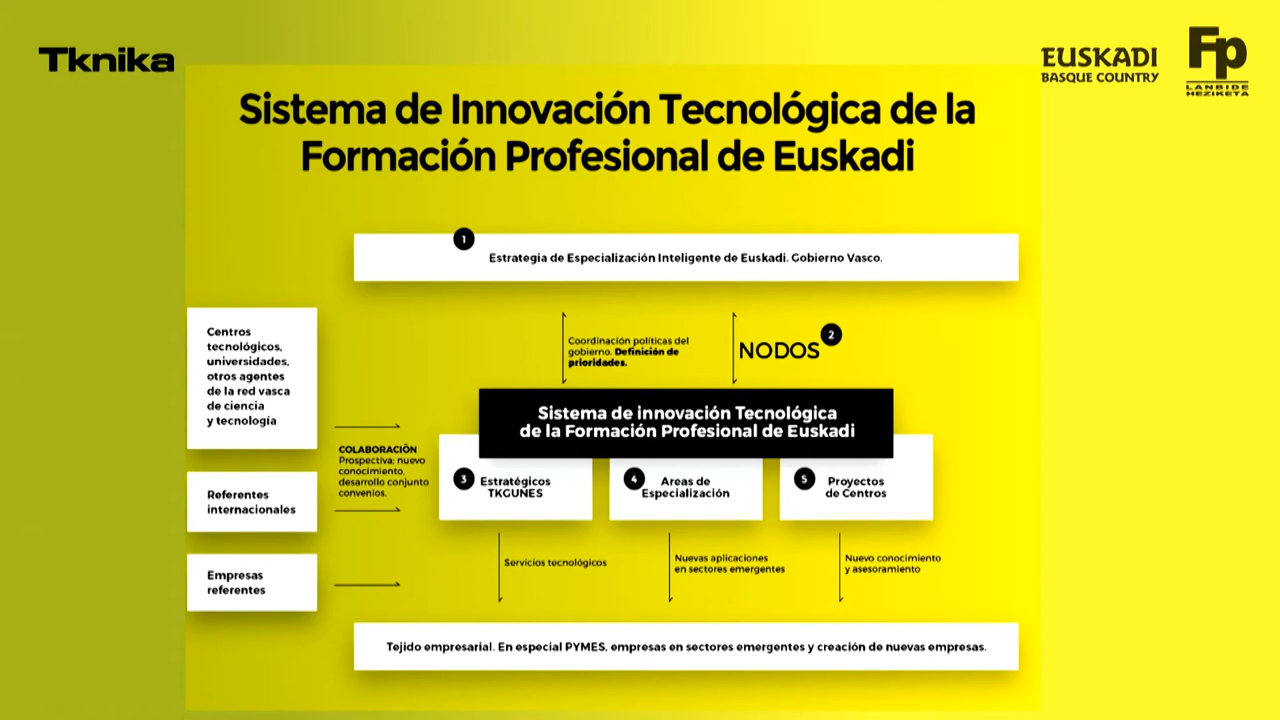 Tknika
EUSKADI
BASQUE COUNTRY
Fp
LANBIDE
HEZIKETA
Sistema de Innovación Tecnológica de la
Formación Profesional de Euskadi
1
Estrategia de Especialización Inteligente de Euskadi. Gobierno Vasco.
Centros
tecnológicos,
universidades,
otros agentes
de la red vasca
de ciencia
y tecnología
Coordinación políticas del
gobierno. Definición de
prioridades.
NODOS
2
Sistema de innovación Tecnológica
de la Formación Profesional de Euskadi
COLABORACIÓN
Prospectiva; nuevo
conocimiento,
desarrollo conjunto
convenios.
Referentes
internacionales
Empresas
referentes
3
Estratégicos
TKGUNES
4
Areas de
Especialización
5
Proyectos
de Centros
Servicios tecnológicos
Nuevas aplicaciones
en sectores emergentes
Nuevo conocimiento
y asesoramiento
Tejido empresarial. En especial PYMES, empresas en sectores emergentes y creación de nuevas empresas.